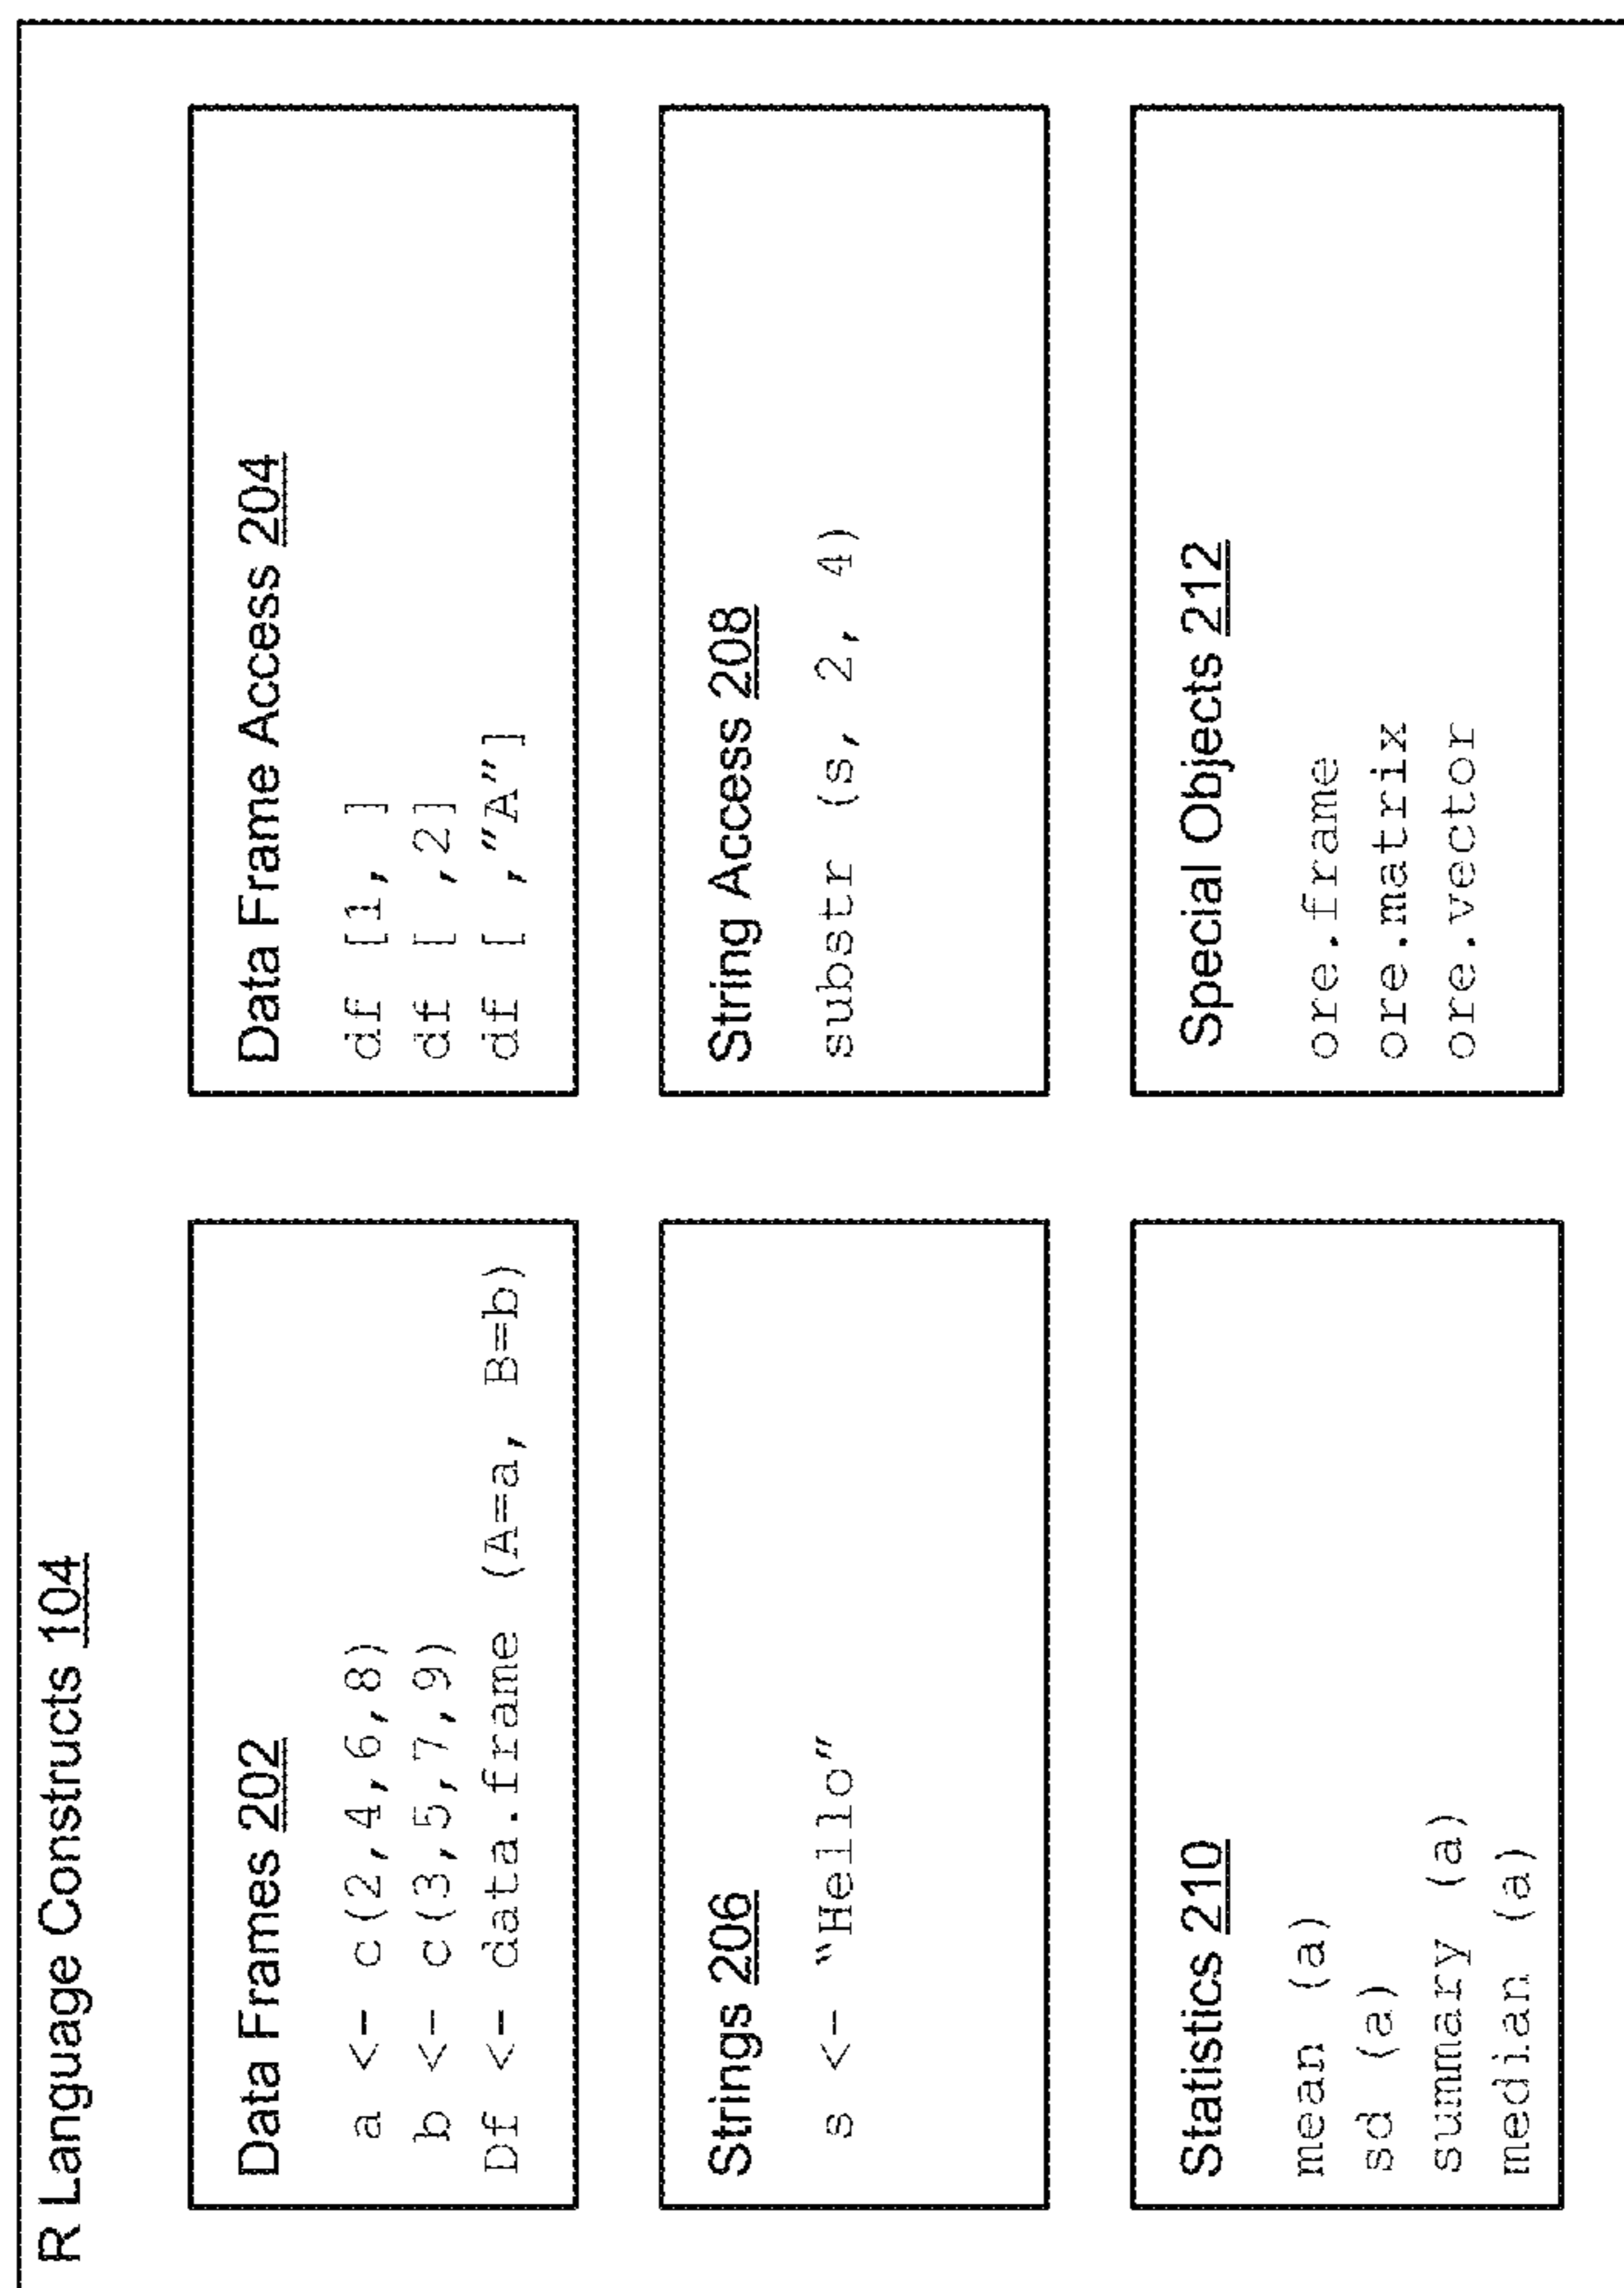 R Language Constructs 104
Data Frames 202
a <- c(2,4,6,8)
b <- c(3,5,7,9)
Df <- data.frame (A=a, B=b)
Data Frame Access 204
df [1, ]
df [ ,2]
df [ ,"A"]
Strings 206
s <- "Hello"
String Access 208
substr (s, 2, 4)
Statistics 210
mean (a)
sd (a)
summary (a)
median (a)
Special Objects 212
ore.frame
ore.matrix
ore.vector